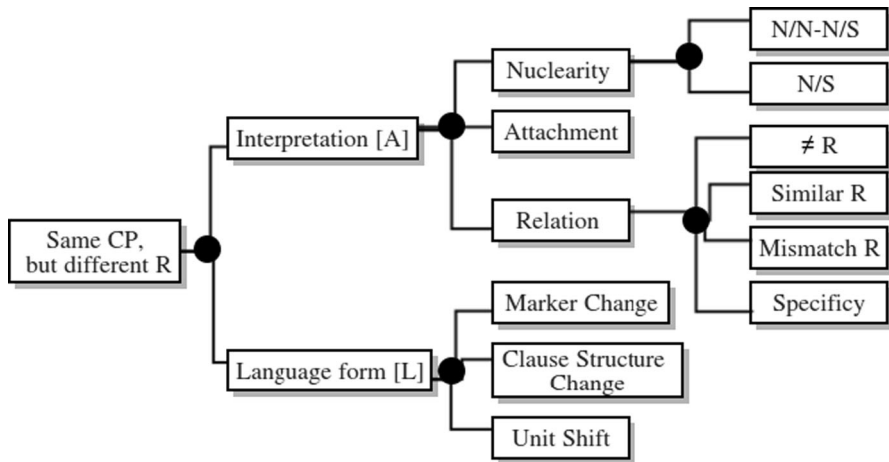 Same CP,
but different R
Interpretation [A]
Language form [L]
Nuclearity
Attachment
Relation
Marker Change
Clause Structure
Change
Unit Shift
N/N-N/S
N/S
≠ R
Similar R
Mismatch R
Specificy